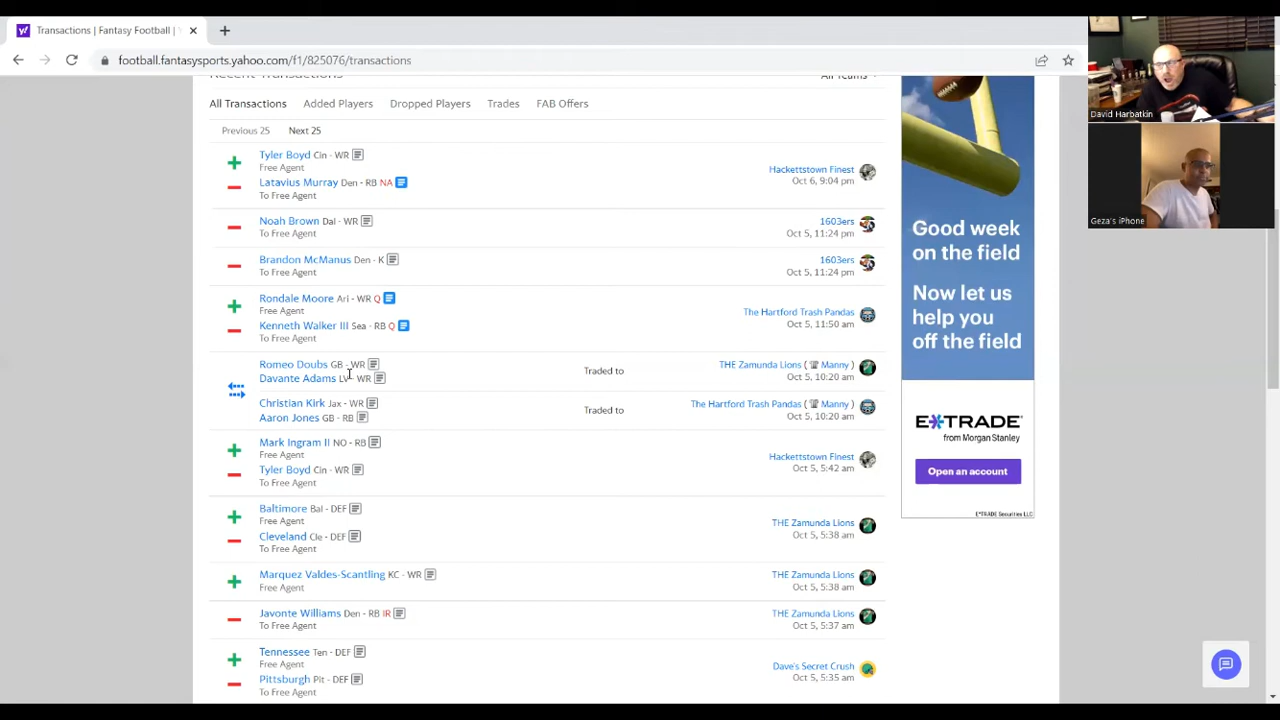 Transactions | Fantasy Football |
football.fantasysports.yahoo.com/f1/825076/transactions
All Transactions Added Players Dropped Players Trades FAB Offers
Previous 25 Next 25
Tyler Boyd Cin - WR
Free Agent
Latavius Murray Den - RB NA
To Free Agent
Hackettstown Finest
Oct 6, 9:04 pm
Noah Brown Dal - WR
To Free Agent
1603ers
Oct 5, 11:24 pm
Brandon McManus Den - K
To Free Agent
1603ers
Oct 5, 11:24 pm
Rondale Moore Ari - WR Q
Free Agent
Kenneth Walker III Sea - RB Q
To Free Agent
The Hartford Trash Pandas
Oct 5, 11:50 am
Romeo Doubs GB - WR
Davante Adams LV - WR
Traded to
THE Zamunda Lions ( Manny )
Oct 5, 10:20 am
Christian Kirk Jax - WR
Aaron Jones GB - RB
Traded to
The Hartford Trash Pandas ( Manny )
Oct 5, 10:20 am
Mark Ingram II NO - RB
Free Agent
Tyler Boyd Cin - WR
To Free Agent
Hackettstown Finest
Oct 5, 5:42 am
Baltimore Bal - DEF
Free Agent
Cleveland Cle - DEF
To Free Agent
THE Zamunda Lions
Oct 5, 5:38 am
Marquez Valdes-Scantling KC - WR
Free Agent
THE Zamunda Lions
Oct 5, 5:38 am
Javonte Williams Den - RB IR
To Free Agent
THE Zamunda Lions
Oct 5, 5:37 am
Tennessee Ten - DEF
Free Agent
Pittsburgh Pit - DEF
To Free Agent
Dave's Secret Crush
Oct 5, 5:35 am
Good week
on the field
Now let us
help you
off the field
E*TRADE
from Morgan Stanley
Open an account
E*TRADE Securities LLC
David Harbatkin
Geza's iPhone